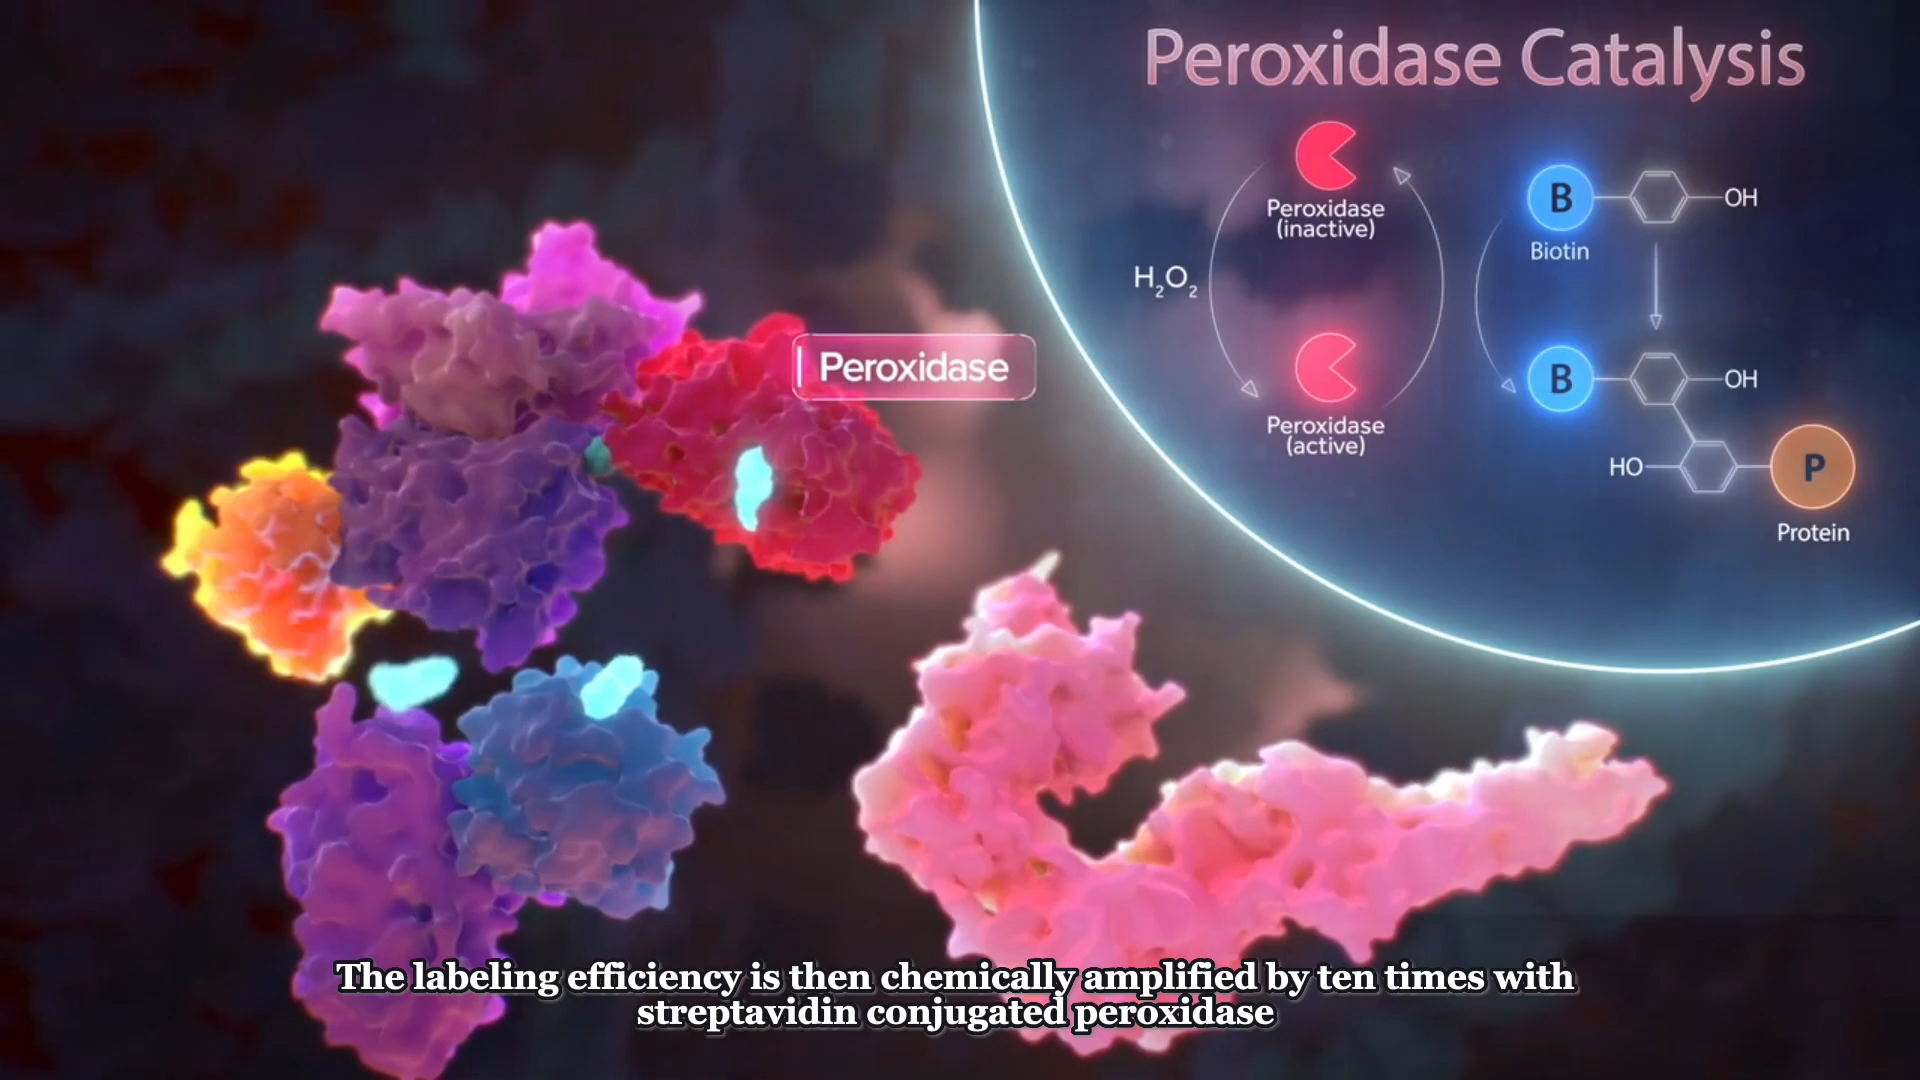 Peroxidase Catalysis
Peroxidase
(inactive)
H₂O₂
Peroxidase
(active)
B
OH
Biotin
B
OH
HO
P
Protein
Peroxidase
The labeling efficiency is then chemically amplified by ten times with
streptavidin conjugated peroxidase